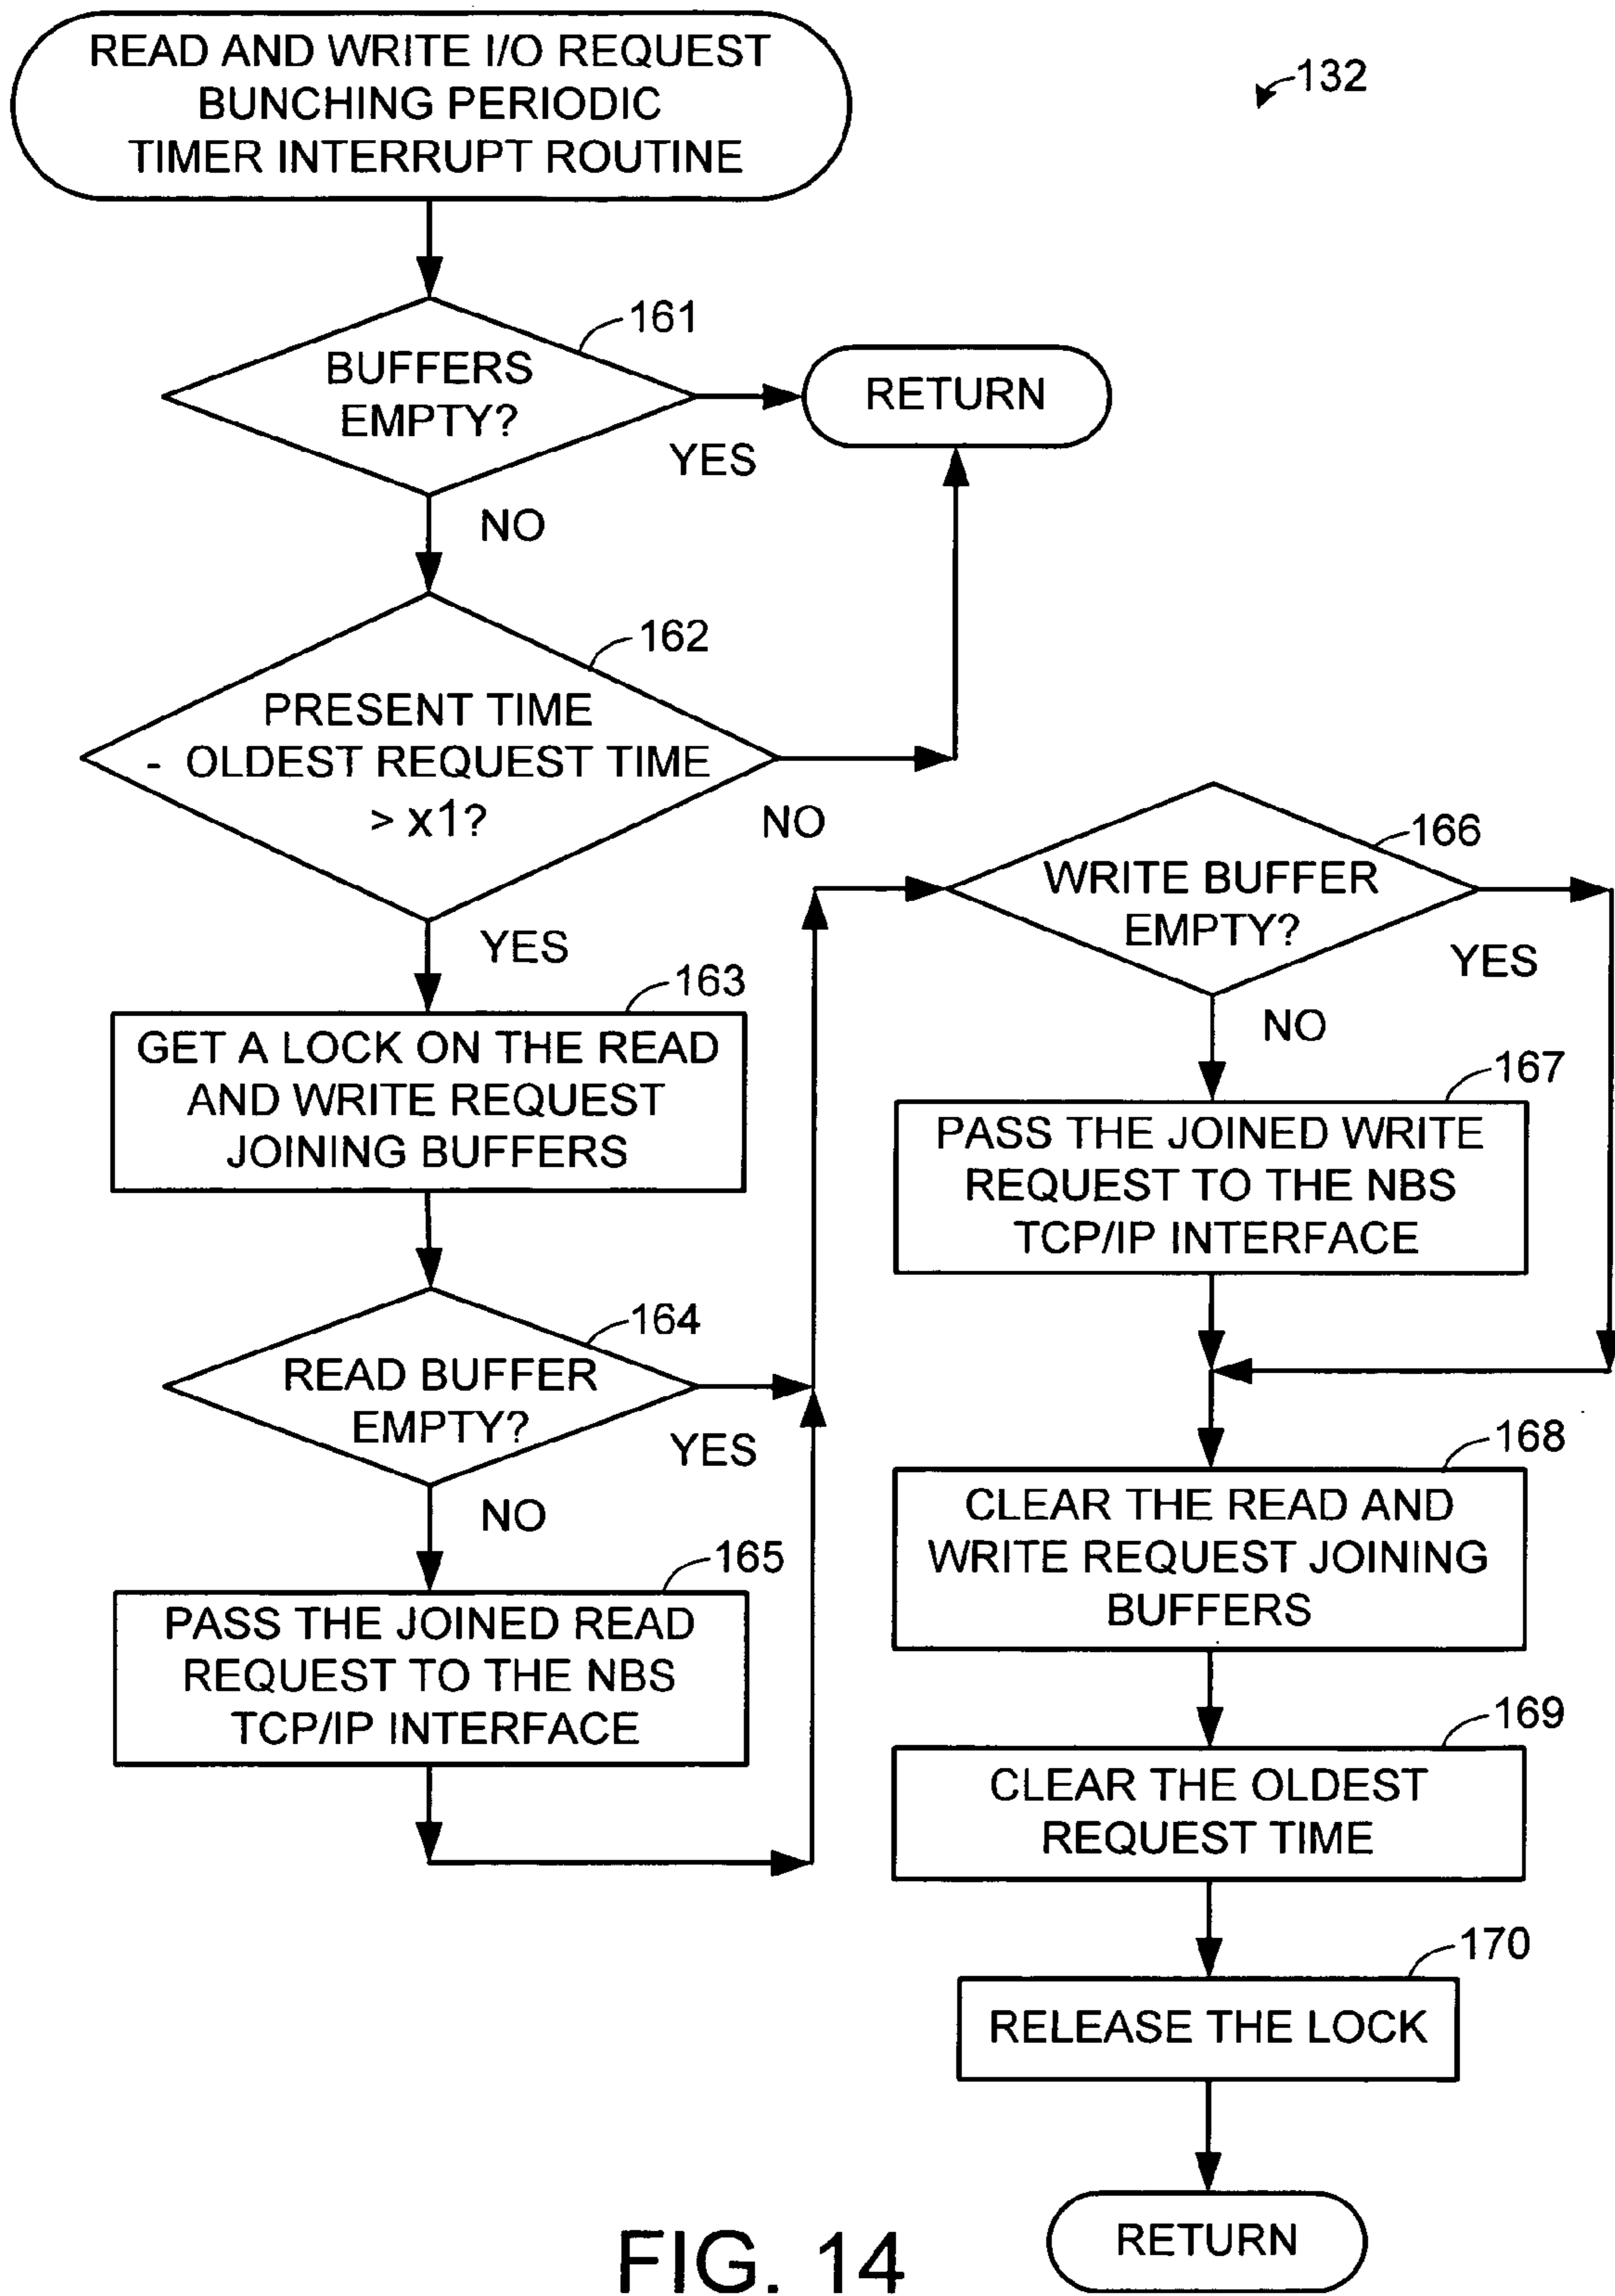 READ AND WRITE I/O REQUEST
BUNCHING PERIODIC
TIMER INTERRUPT ROUTINE
132
161
BUFFERS
EMPTY?
YES
RETURN
NO
162
PRESENT TIME
- OLDEST REQUEST TIME
> x1?
NO
YES
163
GET A LOCK ON THE READ
AND WRITE REQUEST
JOINING BUFFERS
164
READ BUFFER
EMPTY?
YES
NO
165
PASS THE JOINED READ
REQUEST TO THE NBS
TCP/IP INTERFACE
166
WRITE BUFFER
EMPTY?
YES
NO
167
PASS THE JOINED WRITE
REQUEST TO THE NBS
TCP/IP INTERFACE
168
CLEAR THE READ AND
WRITE REQUEST JOINING
BUFFERS
169
CLEAR THE OLDEST
REQUEST TIME
170
RELEASE THE LOCK
RETURN
FIG. 14